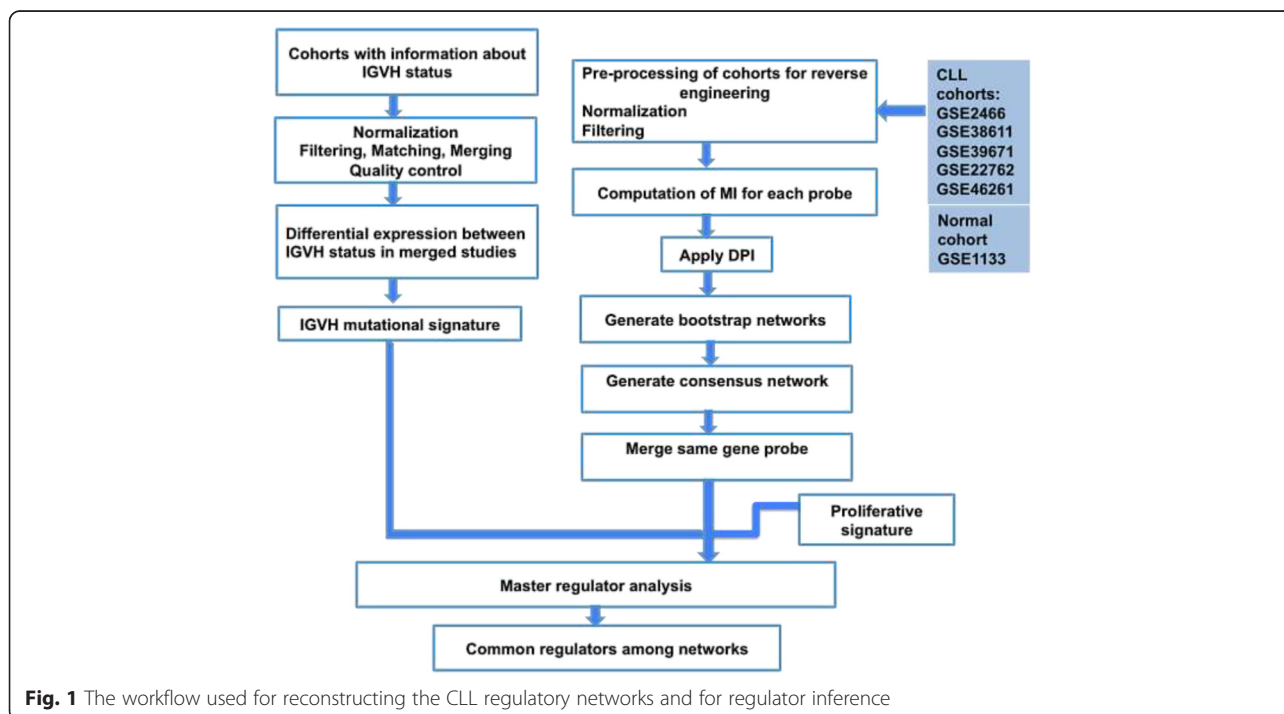 Cohorts with information about
IGVH status
Normalization
Filtering, Matching, Merging
Quality control
Differential expression between
IGVH status in merged studies
IGVH mutational signature
Pre-processing of cohorts for reverse
engineering
Normalization
Filtering
Computation of MI for each probe
Apply DPI
Generate bootstrap networks
Generate consensus network
Merge same gene probe
CLL
cohorts:
GSE2466
GSE38611
GSE39671
GSE22762
GSE46261
Normal
cohort
GSE1133
Proliferative
signature
Master regulator analysis
Common regulators among networks
Fig. 1 The workflow used for reconstructing the CLL regulatory networks and for regulator inference